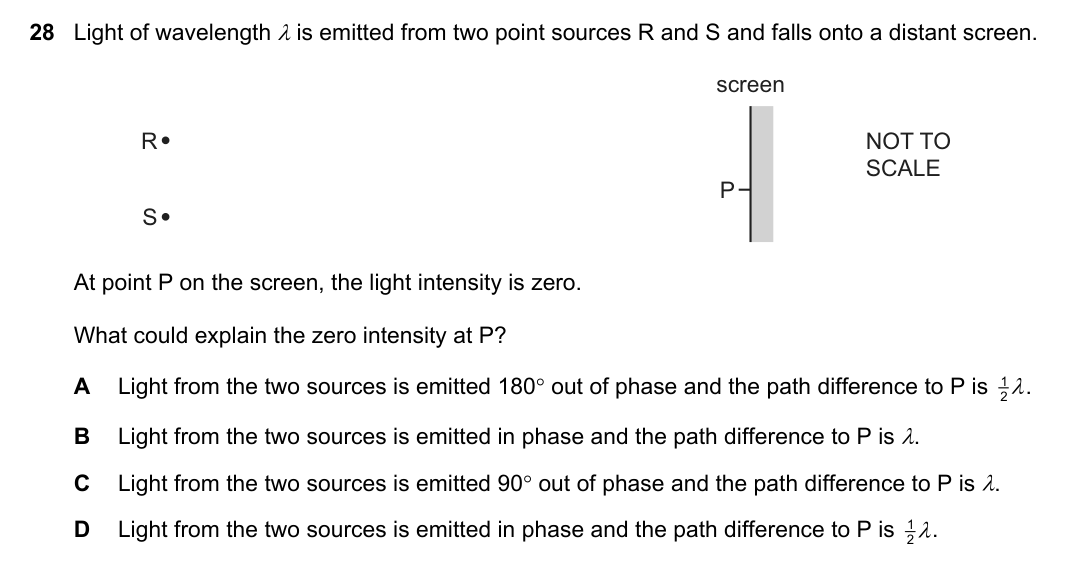 28 Light of wavelength λ is emitted from two point sources R and S and falls onto a distant screen.
screen
R
NOT TO
SCALE
P
S
At point P on the screen, the light intensity is zero.
What could explain the zero intensity at P?
A Light from the two sources is emitted 180° out of phase and the path difference to P is ½λ.
B Light from the two sources is emitted in phase and the path difference to P is λ.
C Light from the two sources is emitted 90° out of phase and the path difference to P is λ.
D Light from the two sources is emitted in phase and the path difference to P is ½λ.